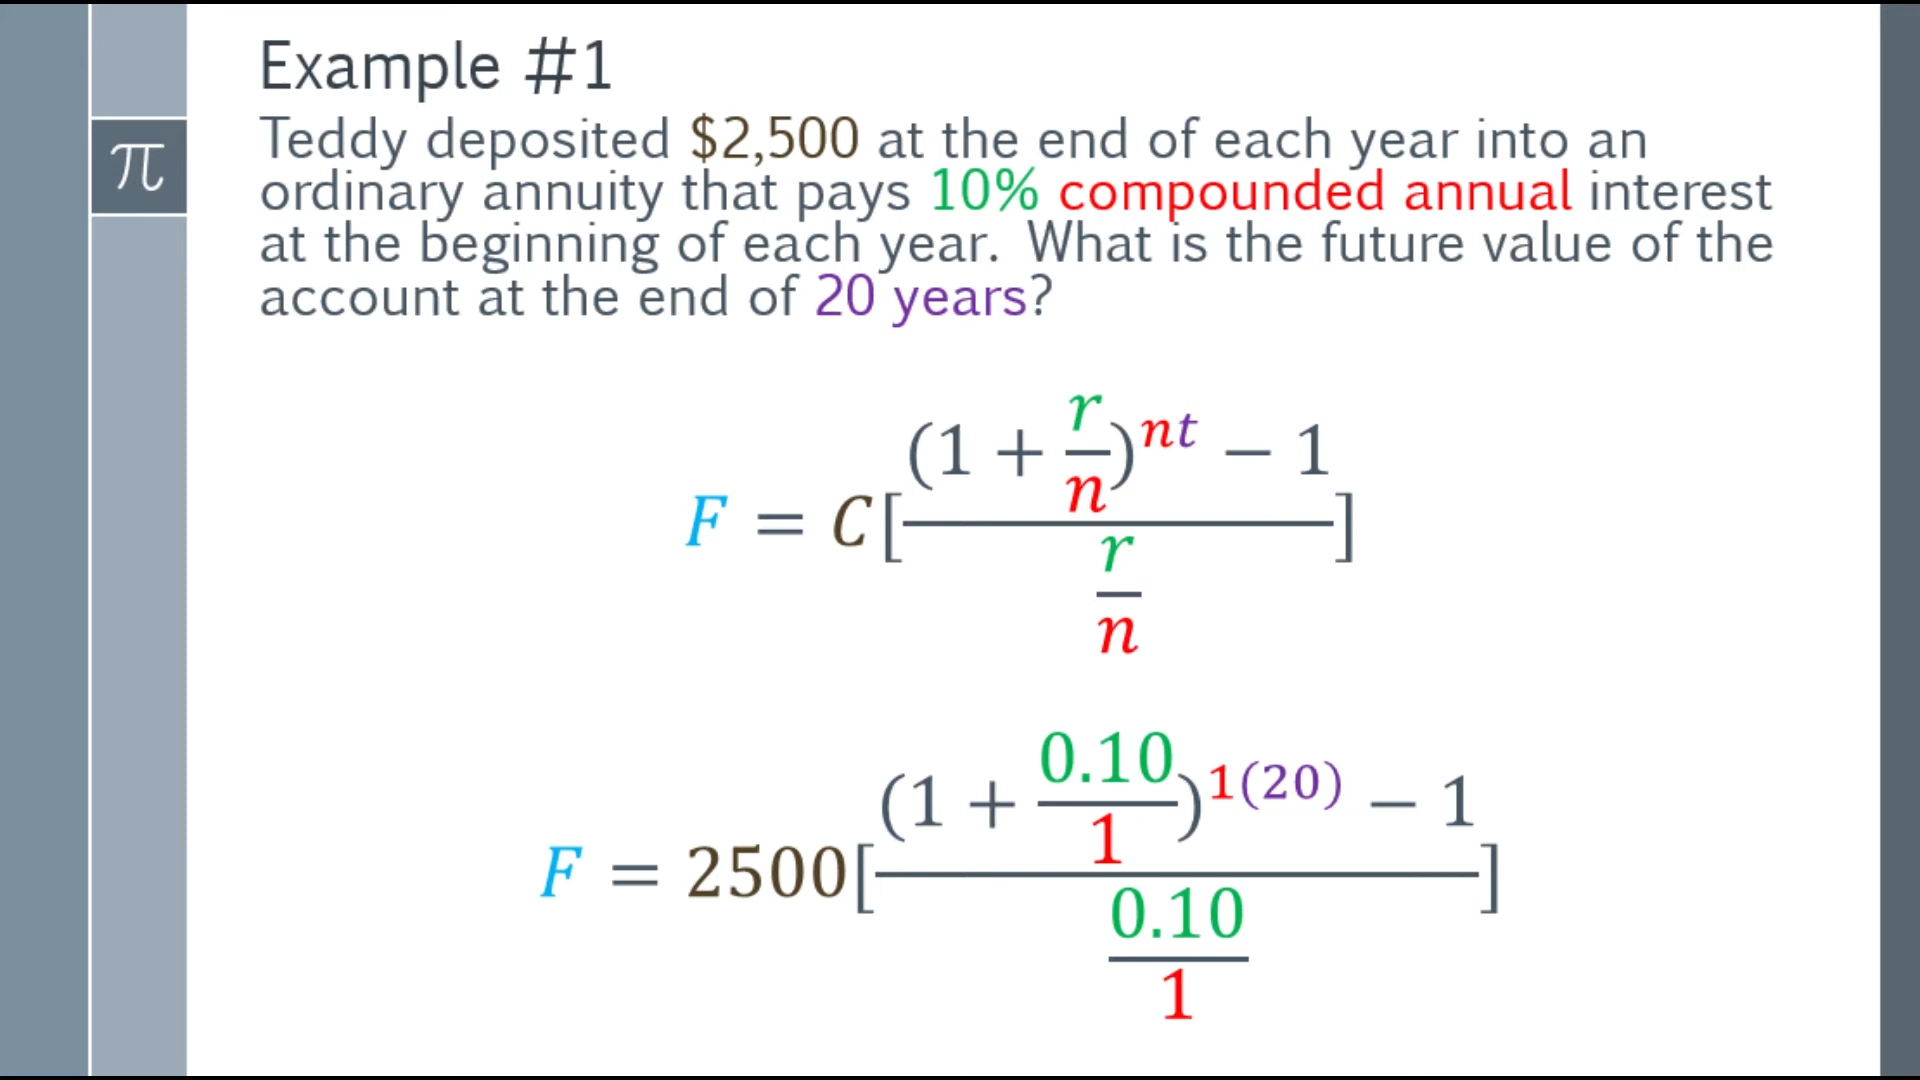 Example #1
π
Teddy deposited $2,500 at the end of each year into an
ordinary annuity that pays 10% compounded annual interest
at the beginning of each year. What is the future value of the
account at the end of 20 years?
F = C[((1 + r/n)^nt − 1)/(r/n)]
F = 2500[((1 + 0.10/1)^1(20) − 1)/(0.10/1)]